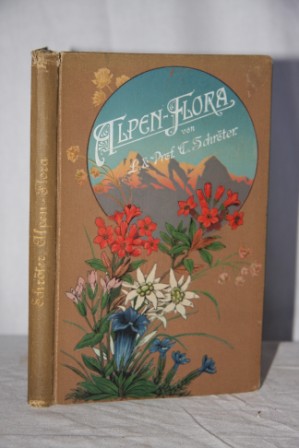 ALPEN-FLORA
von
L. & Prof. C. Schröter.
Schröter, Alpen-Flora